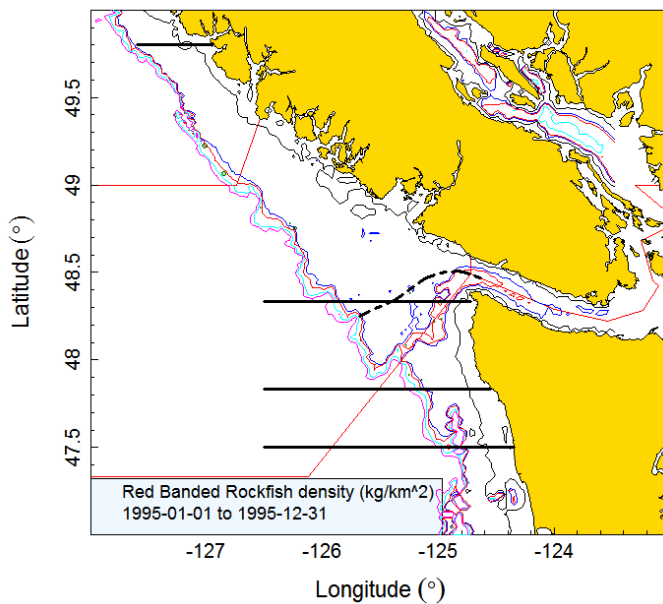 49.5
49
48.5
48
47.5
Latitude (°)
Red Banded Rockfish density (kg/km^2)
1995-01-01 to 1995-12-31
-127
-126
-125
-124
Longitude (°)